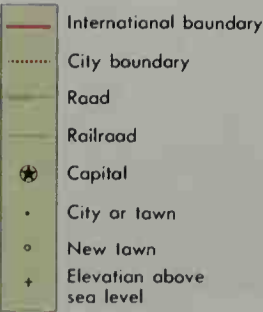 International boundary
City boundary
Road
Railroad
Capital
City or town
New town
Elevation above
sea level